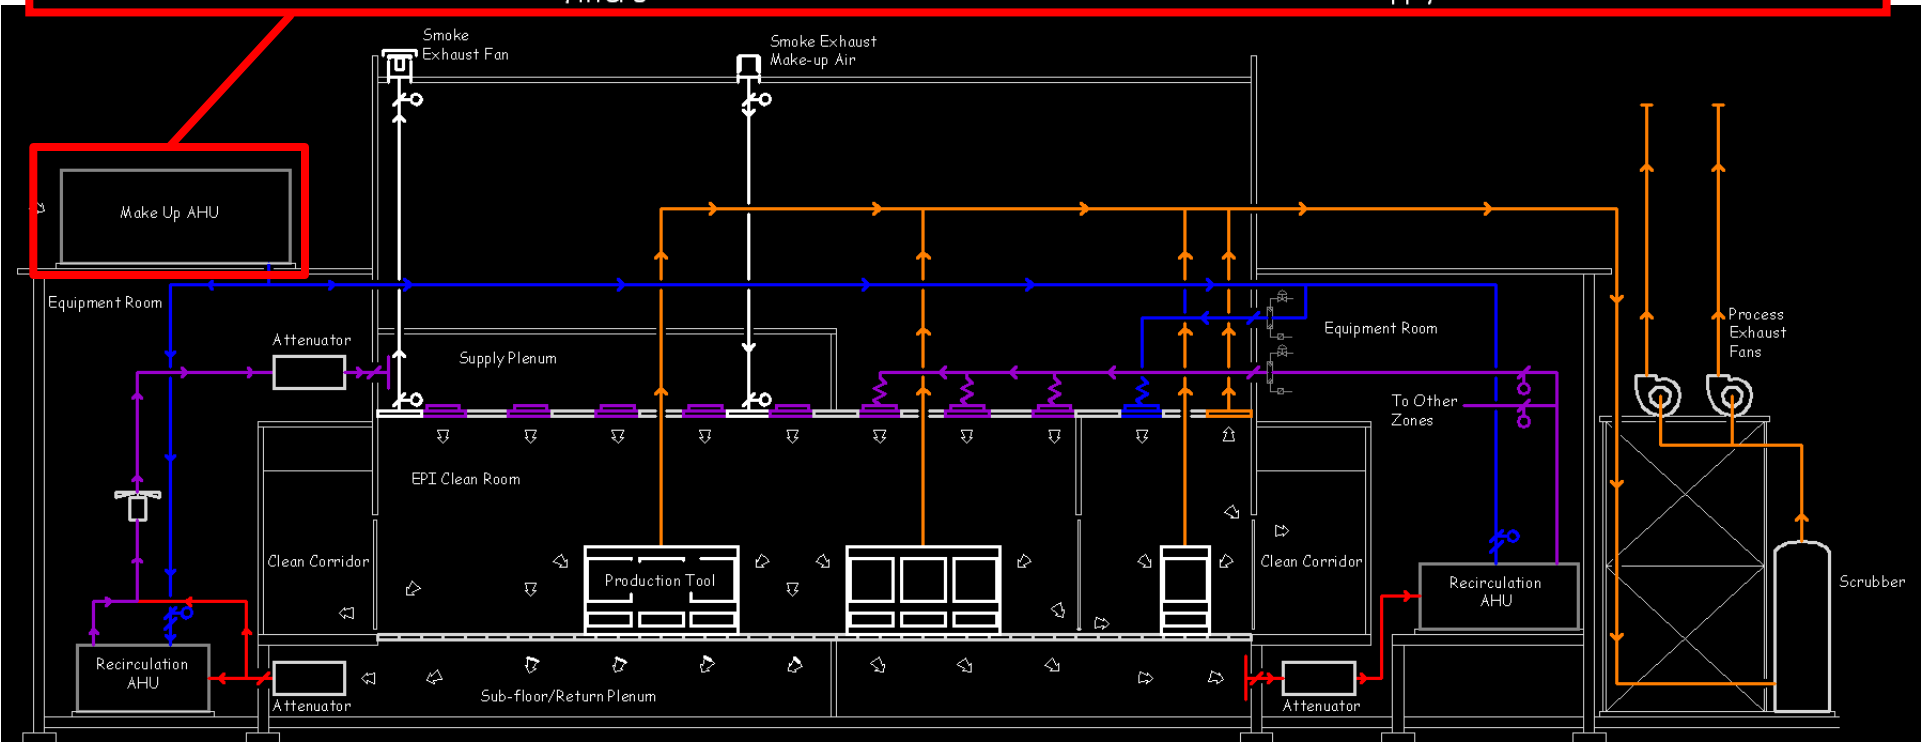 Smoke
Exhaust Fan
Smoke Exhaust
Make-up Air
Make Up AHU
Equipment Room
Attenuator
Supply Plenum
Equipment Room
Process
Exhaust
Fans
To Other
Zones
EPI Clean Room
Clean Corridor
Production Tool
Clean Corridor
Recirculation
AHU
Scrubber
Recirculation
AHU
Attenuator
Sub-floor/Return Plenum
Attenuator